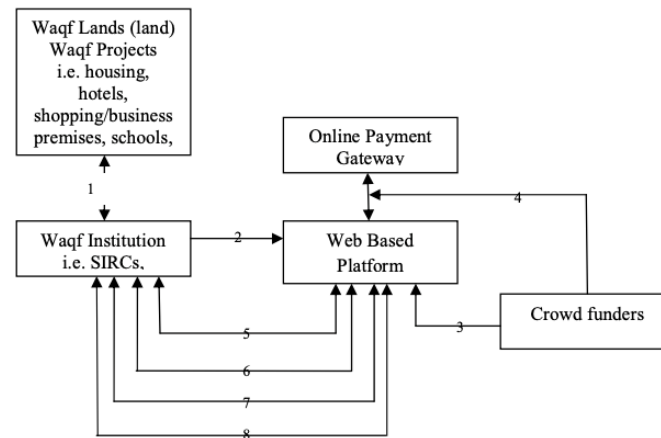 Waqf Lands (land)
Waqf Projects
i.e. housing,
hotels,
shopping/business
premises, schools,
Online Payment
Gateway
1
4
Waqf Institution
i.e. SIRCs,
2
Web Based
Platform
Crowd funders
3
5
6
7
8